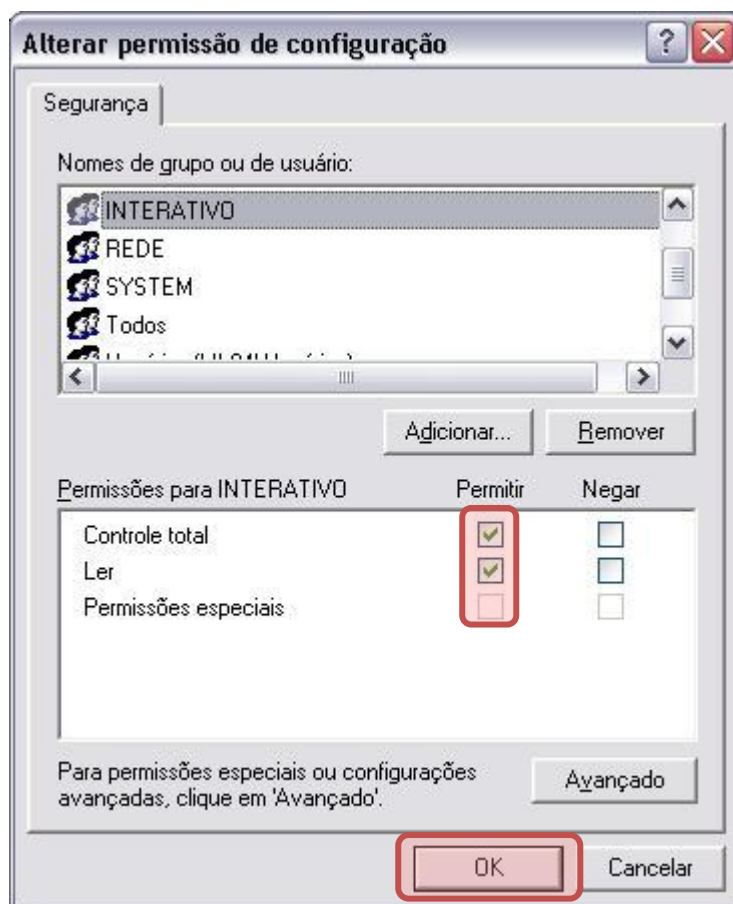 Alterar permissão de configuração
Segurança
Nomes de grupo ou de usuário:
INTERATIVO
REDE
SYSTEM
Todos
Adicionar... Remover
Permissões para INTERATIVO Permitir Negar
Controle total
Ler
Permissões especiais
Para permissões especiais ou configurações
avançadas, clique em 'Avançado'.
Avançado
OK Cancelar